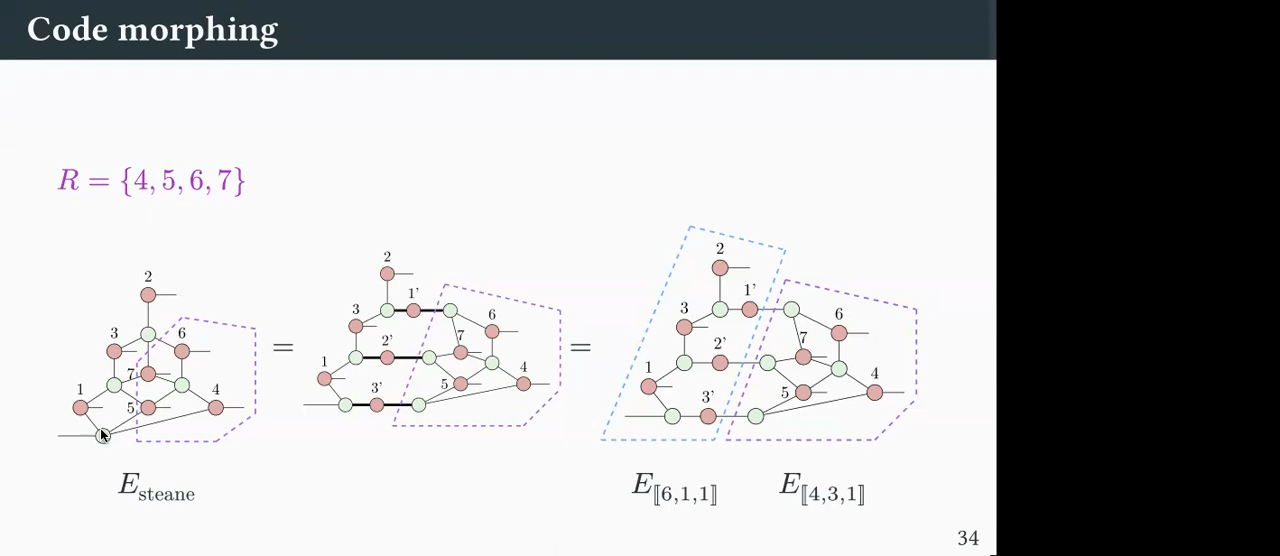 Code morphing
R = {4, 5, 6, 7}
2
3 6
7
1 5 4
=
2
1'
3 6
2' 7
1 5 4
3'
=
2
1'
3 6
2' 7
1 5 4
3'
E_steane
E_⟦6,1,1⟧ E_⟦4,3,1⟧
34